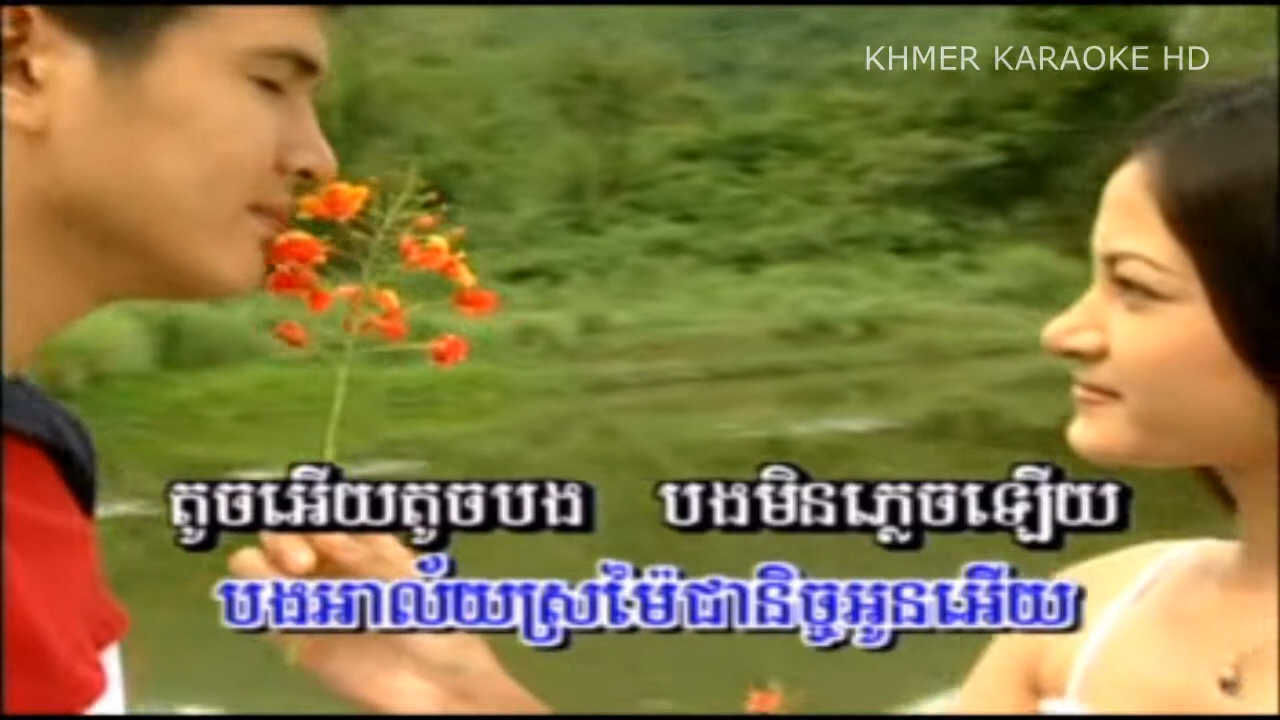 KHMER KARAOKE HD
តូចអើយតូចបង បងមិនភ្លេចឡើយ
បងអាល័យស្រម៉ៃជានិច្ចអូនអើយ